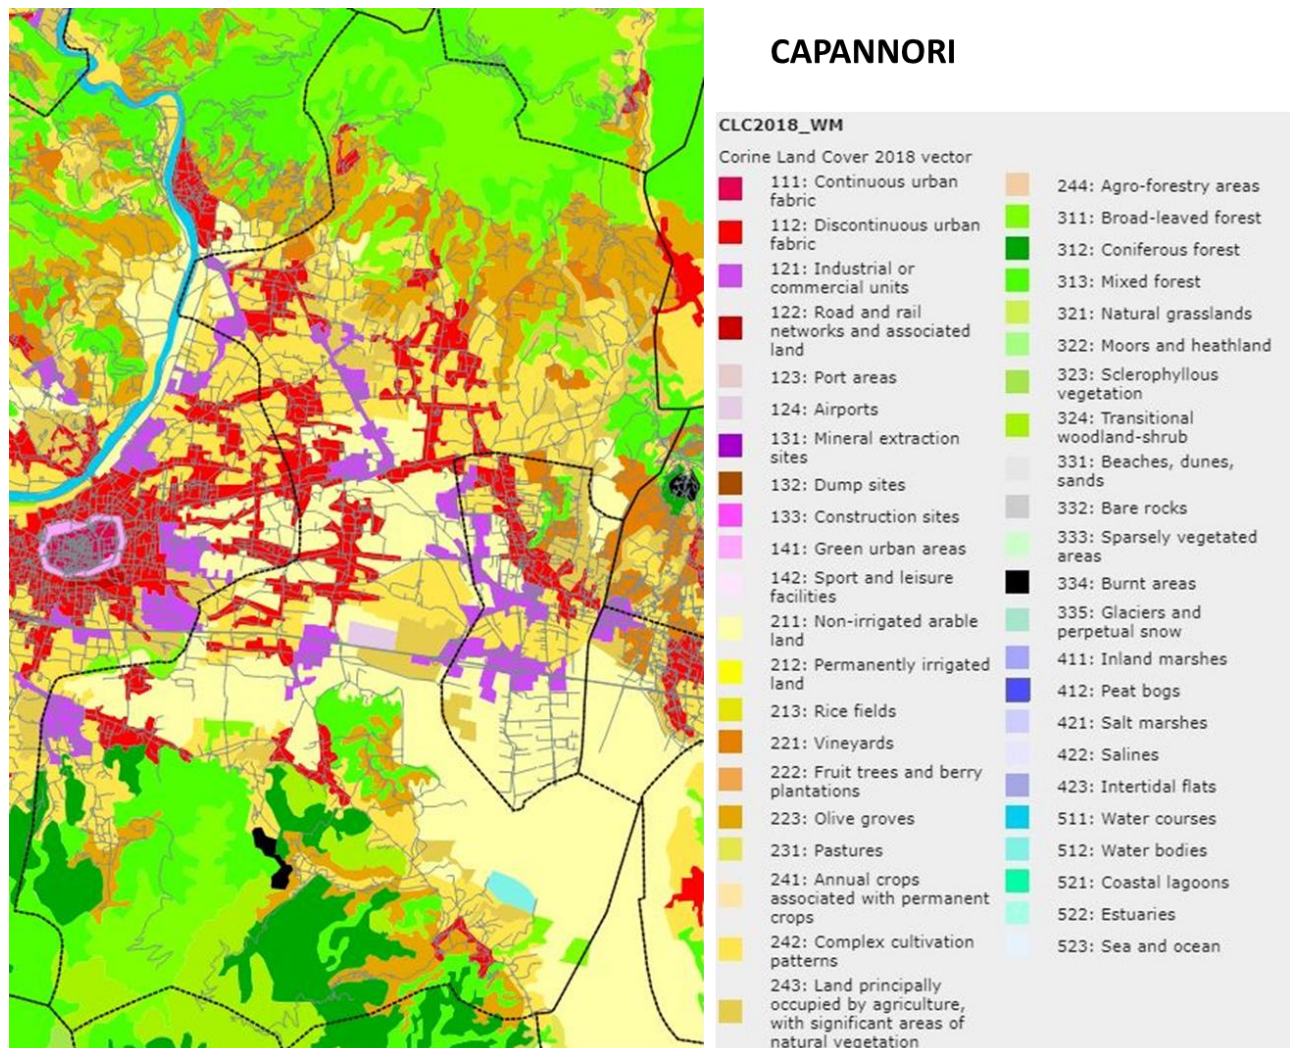 CAPANNORI
CLC2018_WM
Corine Land Cover 2018 vector
111: Continuous urban
fabric
112: Discontinuous urban
fabric
121: Industrial or
commercial units
122: Road and rail
networks and associated
land
123: Port areas
124: Airports
131: Mineral extraction
sites
132: Dump sites
133: Construction sites
141: Green urban areas
142: Sport and leisure
facilities
211: Non-irrigated arable
land
212: Permanently irrigated
land
213: Rice fields
221: Vineyards
222: Fruit trees and berry
plantations
223: Olive groves
231: Pastures
241: Annual crops
associated with permanent
crops
242: Complex cultivation
patterns
243: Land principally
occupied by agriculture,
with significant areas of
natural vegetation
244: Agro-forestry areas
311: Broad-leaved forest
312: Coniferous forest
313: Mixed forest
321: Natural grasslands
322: Moors and heathland
323: Sclerophyllous
vegetation
324: Transitional
woodland-shrub
331: Beaches, dunes,
sands
332: Bare rocks
333: Sparsely vegetated
areas
334: Burnt areas
335: Glaciers and
perpetual snow
411: Inland marshes
412: Peat bogs
421: Salt marshes
422: Salines
423: Intertidal flats
511: Water courses
512: Water bodies
521: Coastal lagoons
522: Estuaries
523: Sea and ocean